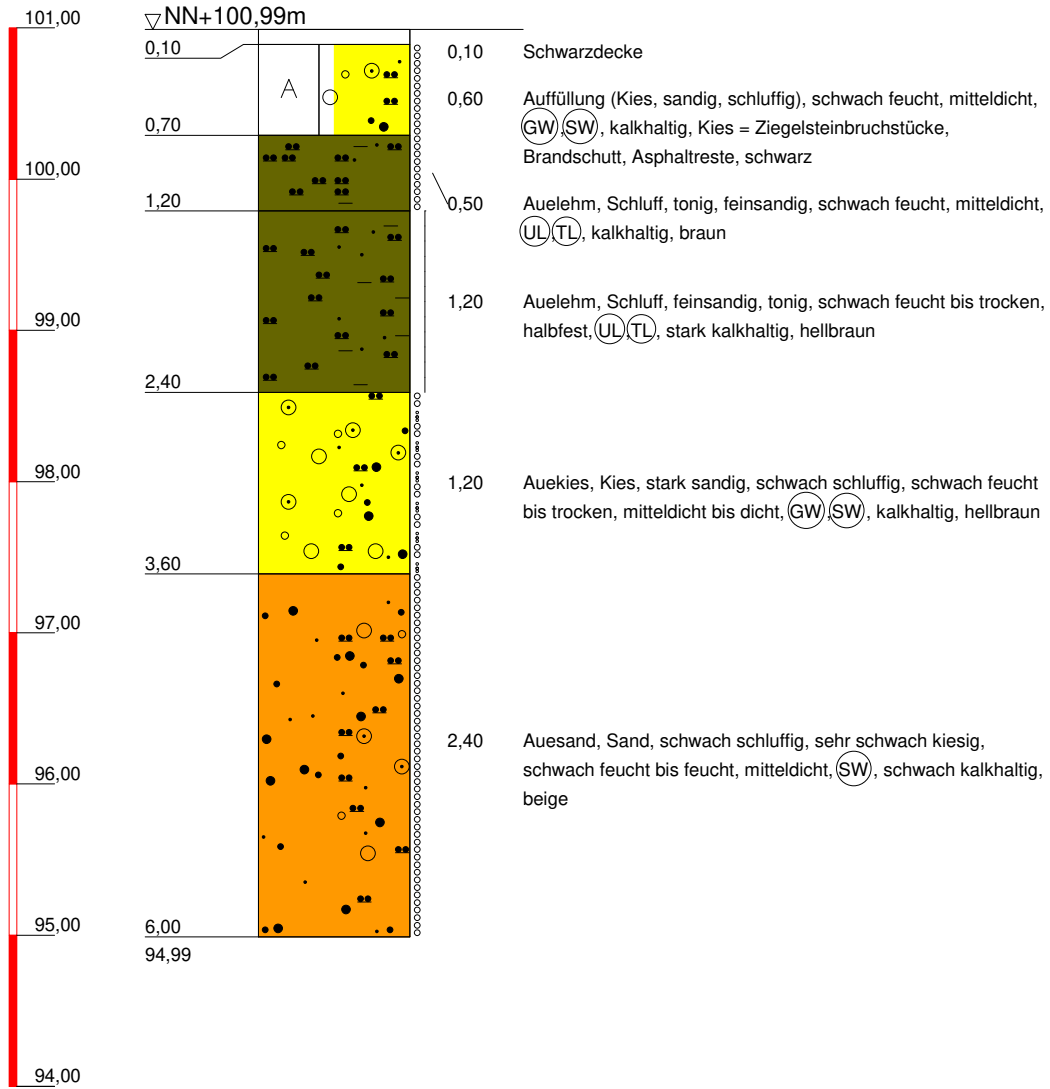 101,00
NN+100,99m
0,10
0,10 Schwarzdecke
A
0,60 Auffüllung (Kies, sandig, schluffig), schwach feucht, mitteldicht,
GW, SW, kalkhaltig, Kies = Ziegelsteinbruchstücke,
Brandschutt, Asphaltreste, schwarz
0,70
100,00
1,20
0,50 Auelehm, Schluff, tonig, feinsandig, schwach feucht, mitteldicht,
UL, TL, kalkhaltig, braun
1,20 Auelehm, Schluff, feinsandig, tonig, schwach feucht bis trocken,
halbfest, UL, TL, stark kalkhaltig, hellbraun
99,00
2,40
98,00
1,20 Auekies, Kies, stark sandig, schwach schluffig, schwach feucht
bis trocken, mitteldicht bis dicht, GW, SW, kalkhaltig, hellbraun
3,60
97,00
2,40 Auesand, Sand, schwach schluffig, sehr schwach kiesig,
schwach feucht bis feucht, mitteldicht, SW, schwach kalkhaltig,
beige
96,00
95,00
6,00
94,99
94,00